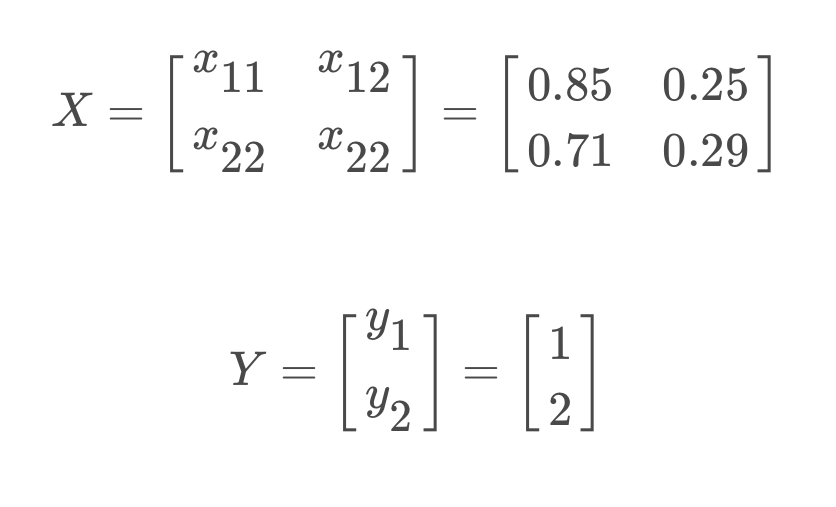 X = [ x11 x12 ; x22 x22 ] = [ 0.85 0.25 ; 0.71 0.29 ]
Y = [ y1 ; y2 ] = [ 1 ; 2 ]